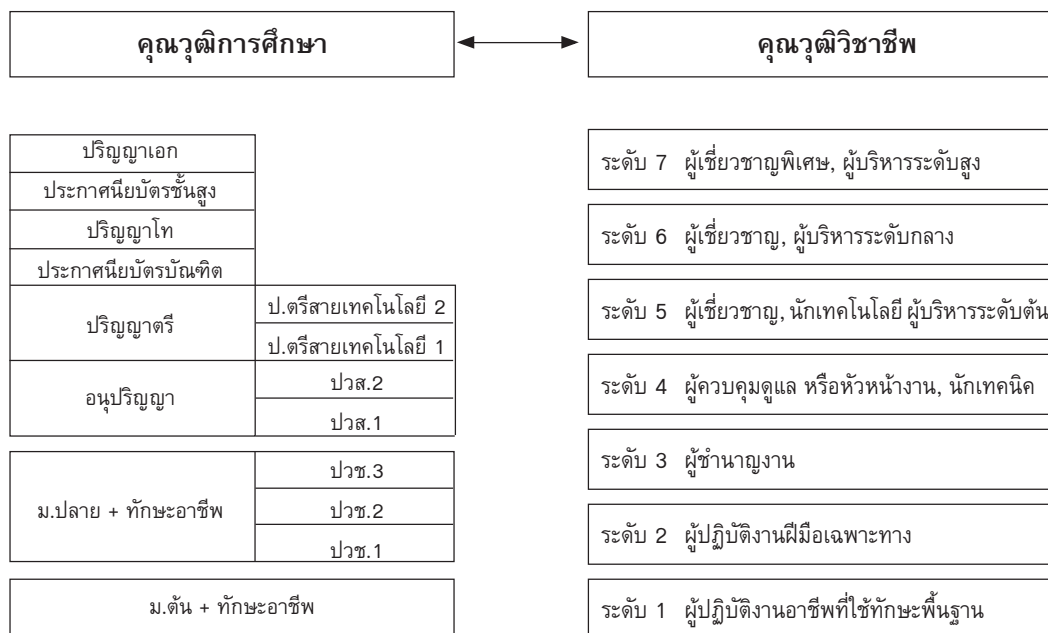 คุณวุฒิการศึกษา
คุณวุฒิวิชาชีพ
ปริญญาเอก
ประกาศนียบัตรชั้นสูง
ปริญญาโท
ประกาศนียบัตรบัณฑิต
ปริญญาตรี
ป.ตรีสายเทคโนโลยี 2
ป.ตรีสายเทคโนโลยี 1
อนุปริญญา
ปวส.2
ปวส.1
ม.ปลาย + ทักษะอาชีพ
ปวช.3
ปวช.2
ปวช.1
ม.ต้น + ทักษะอาชีพ
ระดับ 7 ผู้เชี่ยวชาญพิเศษ, ผู้บริหารระดับสูง
ระดับ 6 ผู้เชี่ยวชาญ, ผู้บริหารระดับกลาง
ระดับ 5 ผู้เชี่ยวชาญ, นักเทคโนโลยี ผู้บริหารระดับต้น
ระดับ 4 ผู้ควบคุมดูแล หรือหัวหน้างาน, นักเทคนิค
ระดับ 3 ผู้ชำนาญงาน
ระดับ 2 ผู้ปฏิบัติงานฝีมือเฉพาะทาง
ระดับ 1 ผู้ปฏิบัติงานอาชีพที่ใช้ทักษะพื้นฐาน